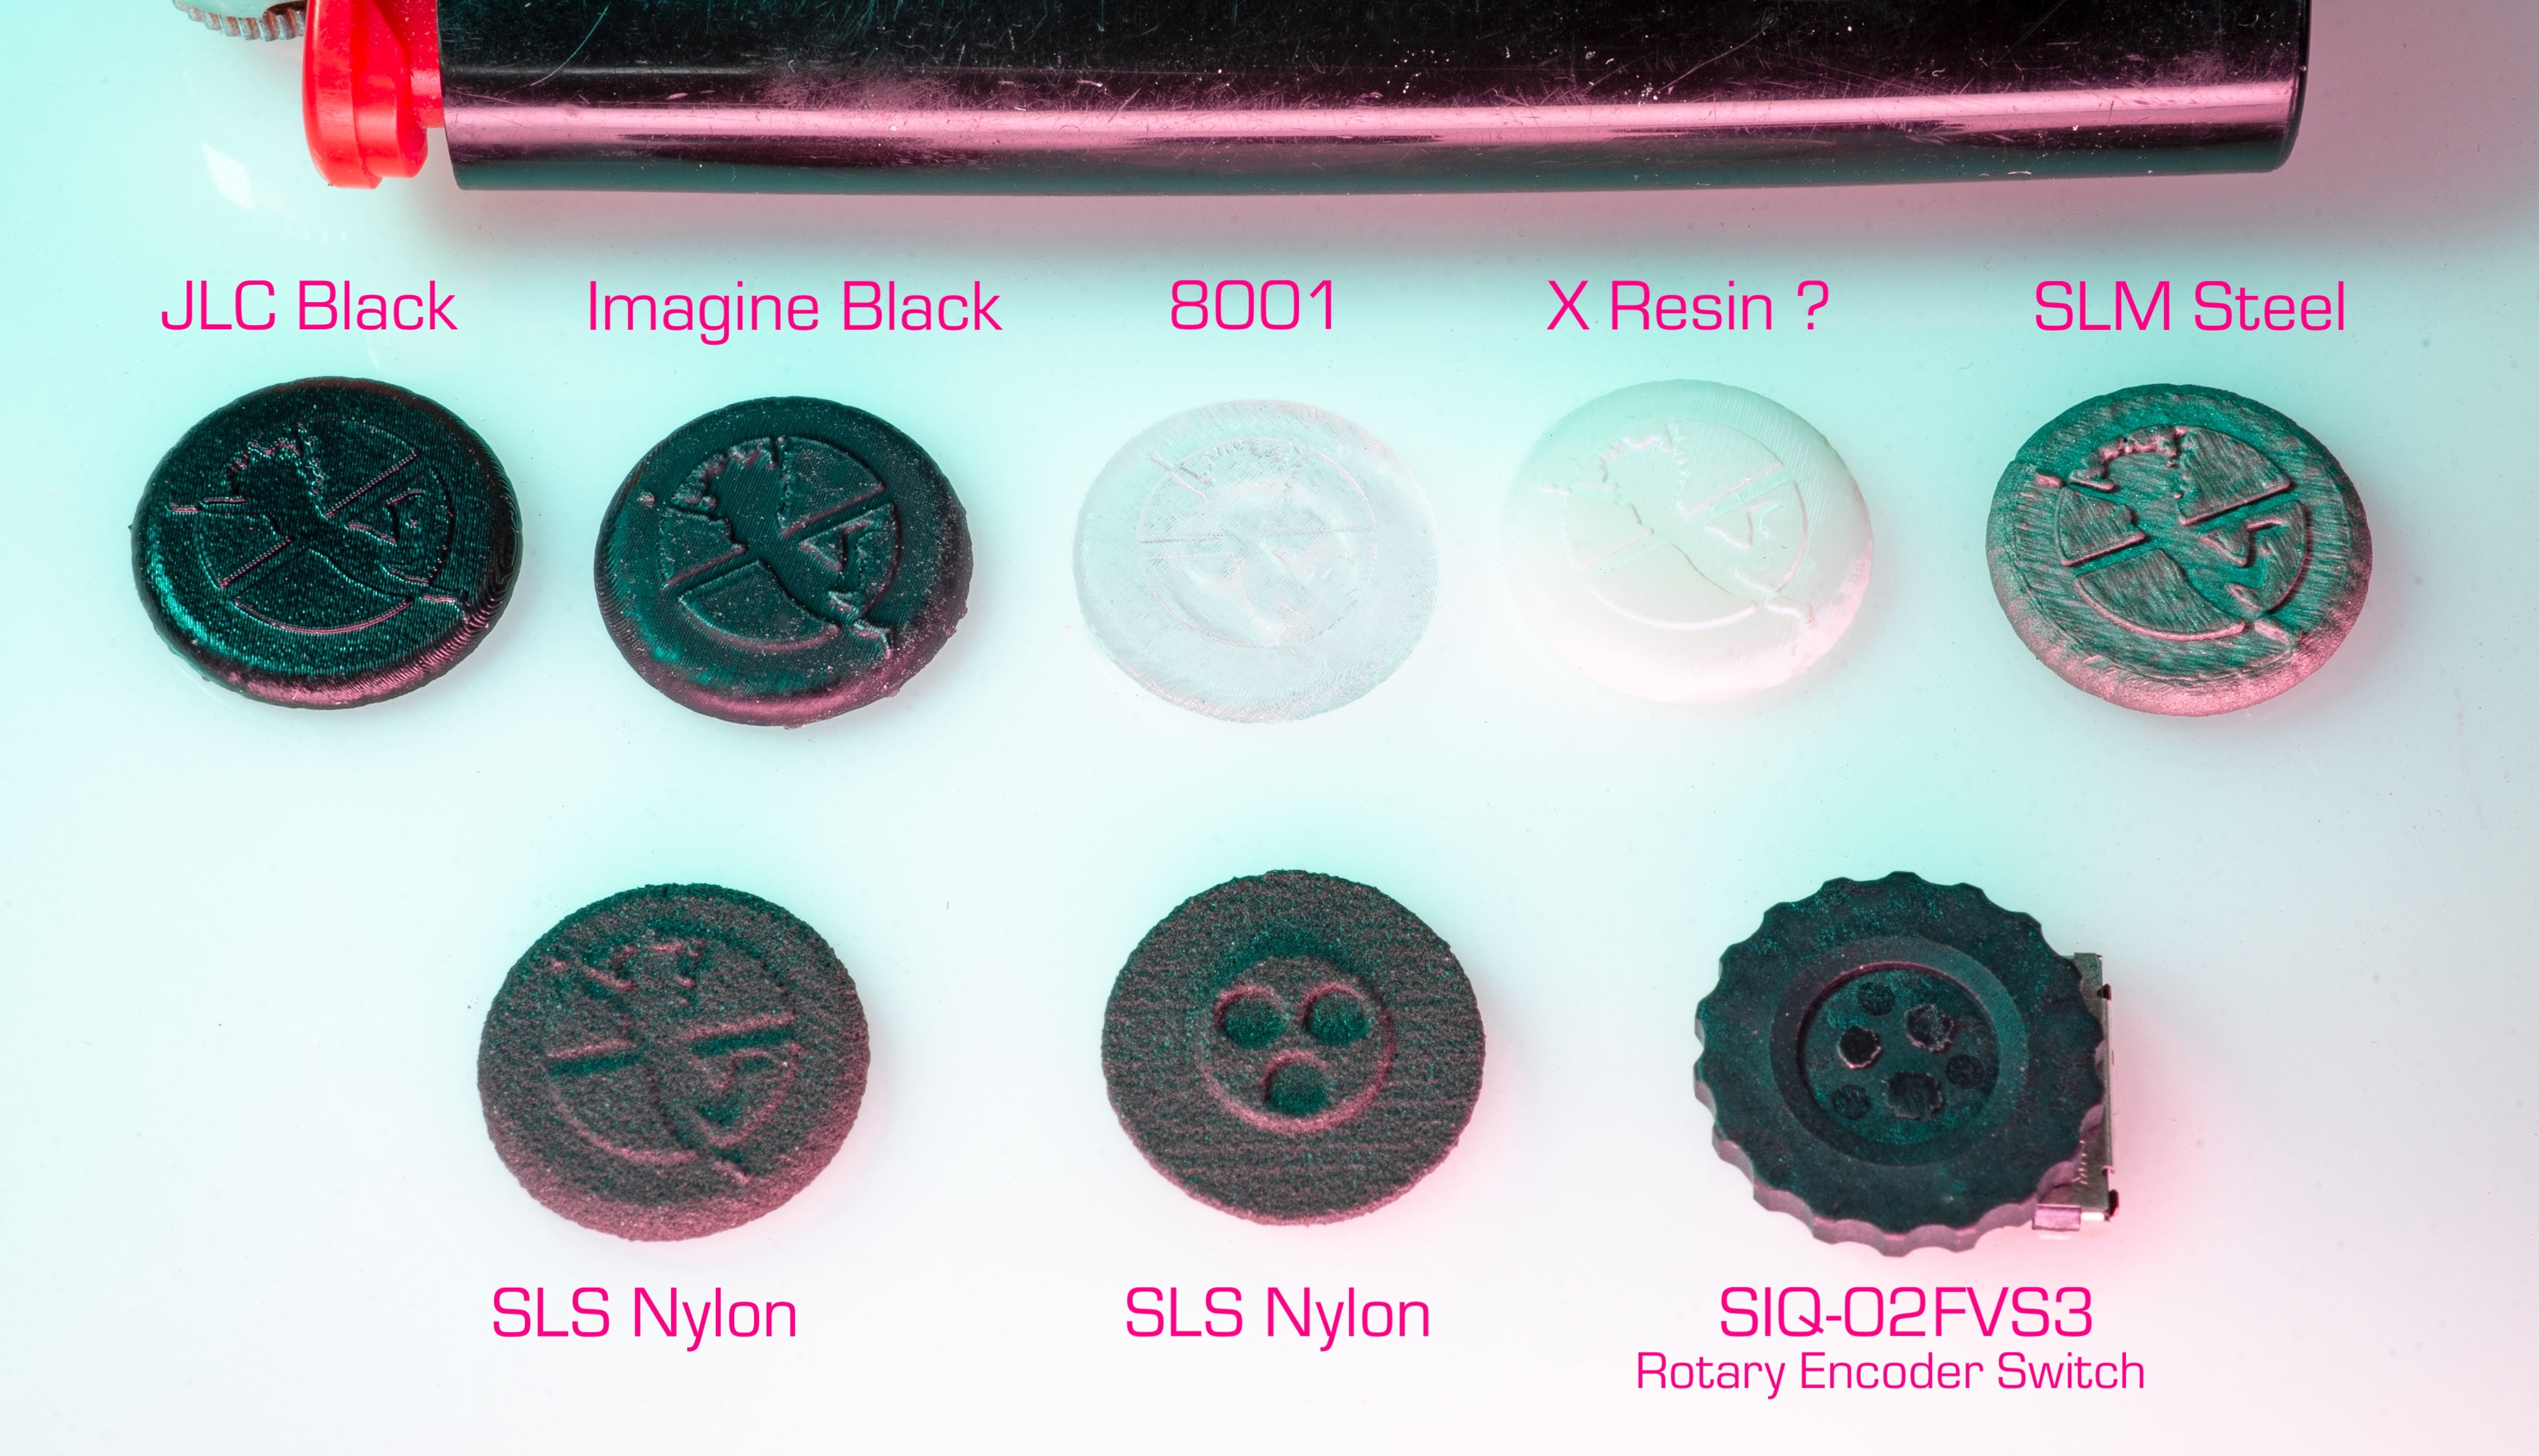 JLC Black
Imagine Black
8001
X Resin ?
SLM Steel
SLS Nylon
SLS Nylon
SIQ-02FVS3
Rotary Encoder Switch